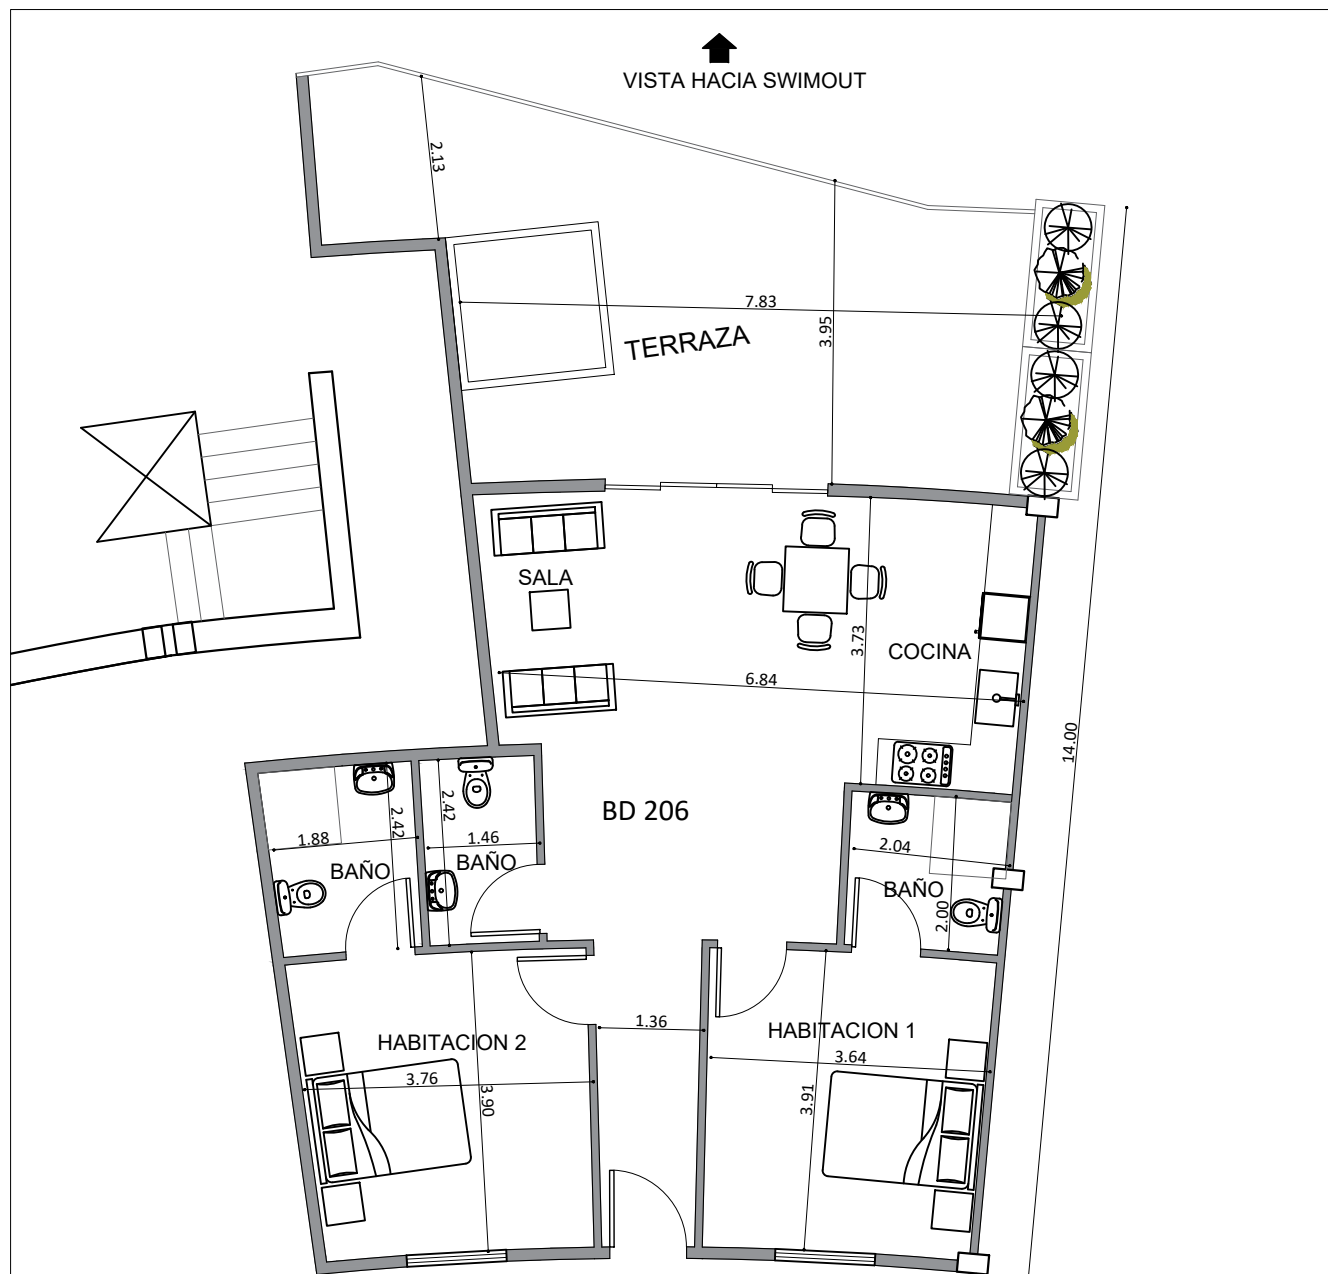 VISTA HACIA SWIMOUT
2.13
7.83
TERRAZA
3.95
SALA
3.73
COCINA
6.84
14.00
BD 206
2.42
2.42
1.88
1.46
BAÑO
BAÑO
2.04
BAÑO
2.00
1.36
HABITACION 2
HABITACION 1
3.76
3.90
3.64
3.91